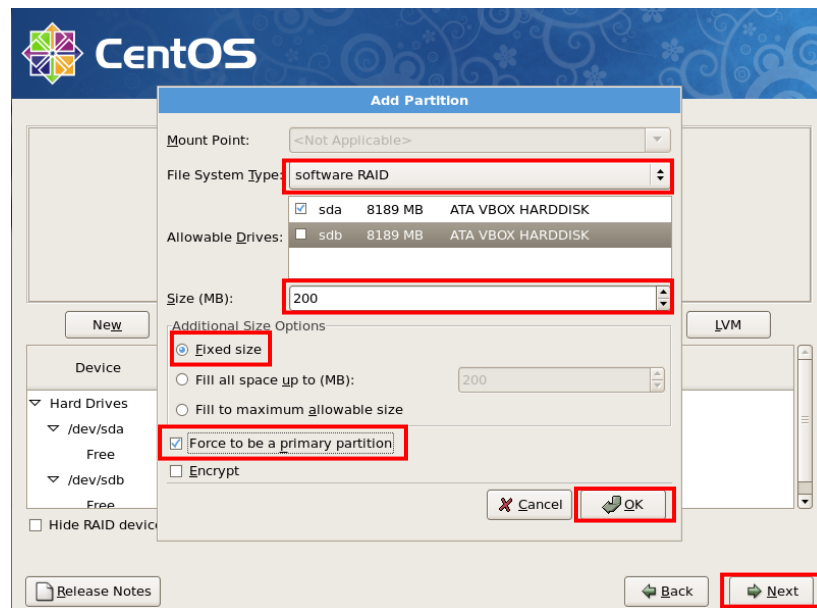 CentOS
Add Partition
Mount Point: <Not Applicable>
File System Type: software RAID
sda 8189 MB ATA VBOX HARDDISK
Allowable Drives: sdb 8189 MB ATA VBOX HARDDISK
Size (MB): 200
New Additional Size Options LVM
Fixed size
Device
Fill all space up to (MB): 200
Hard Drives Fill to maximum allowable size
/dev/sda
Force to be a primary partition
Free
Encrypt
/dev/sdb
Free Cancel OK
Hide RAID devic
Release Notes Back Next